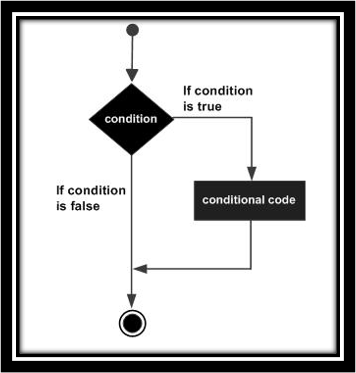 If condition
is true
condition
If condition
is false
conditional code